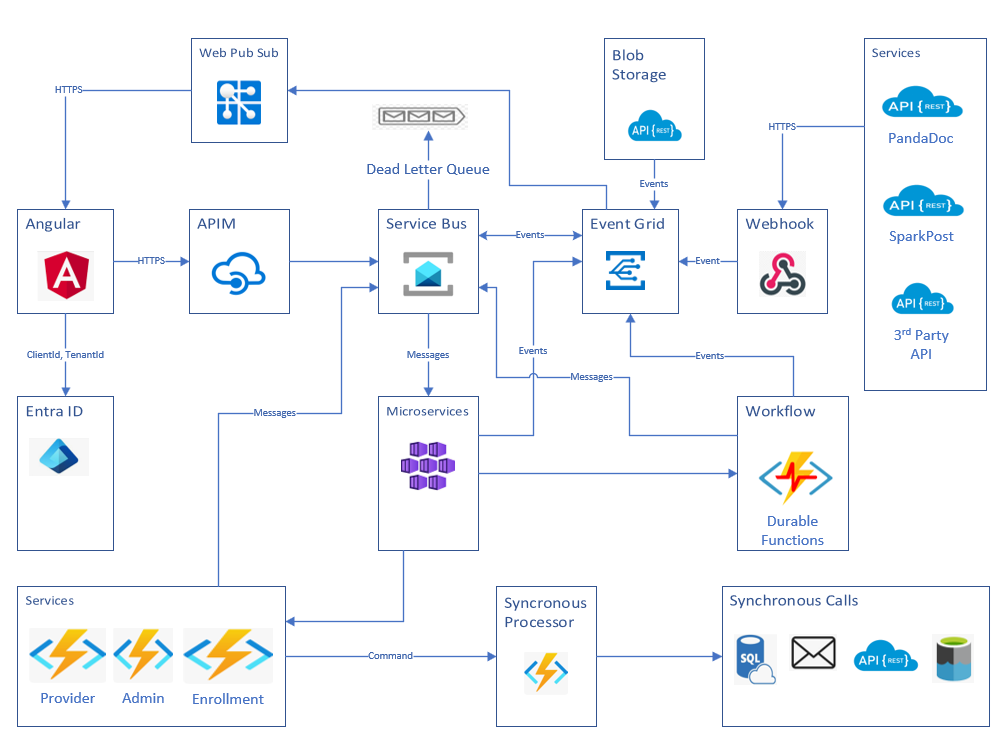 Web Pub Sub
Blob
Storage
API {REST}
Services
API {REST}
PandaDoc
API {REST}
SparkPost
API {REST}
3rd Party
API
HTTPS
HTTPS
Dead Letter Queue
Events
Angular
APIM
Service Bus
Event Grid
Webhook
HTTPS
Events
Event
ClientId, TenantId
Messages
Events
Events
Messages
Entra ID
Messages
Microservices
Workflow
Durable
Functions
Services
Provider
Admin
Enrollment
Command
Syncronous
Processor
Synchronous Calls
SQL
API {REST}